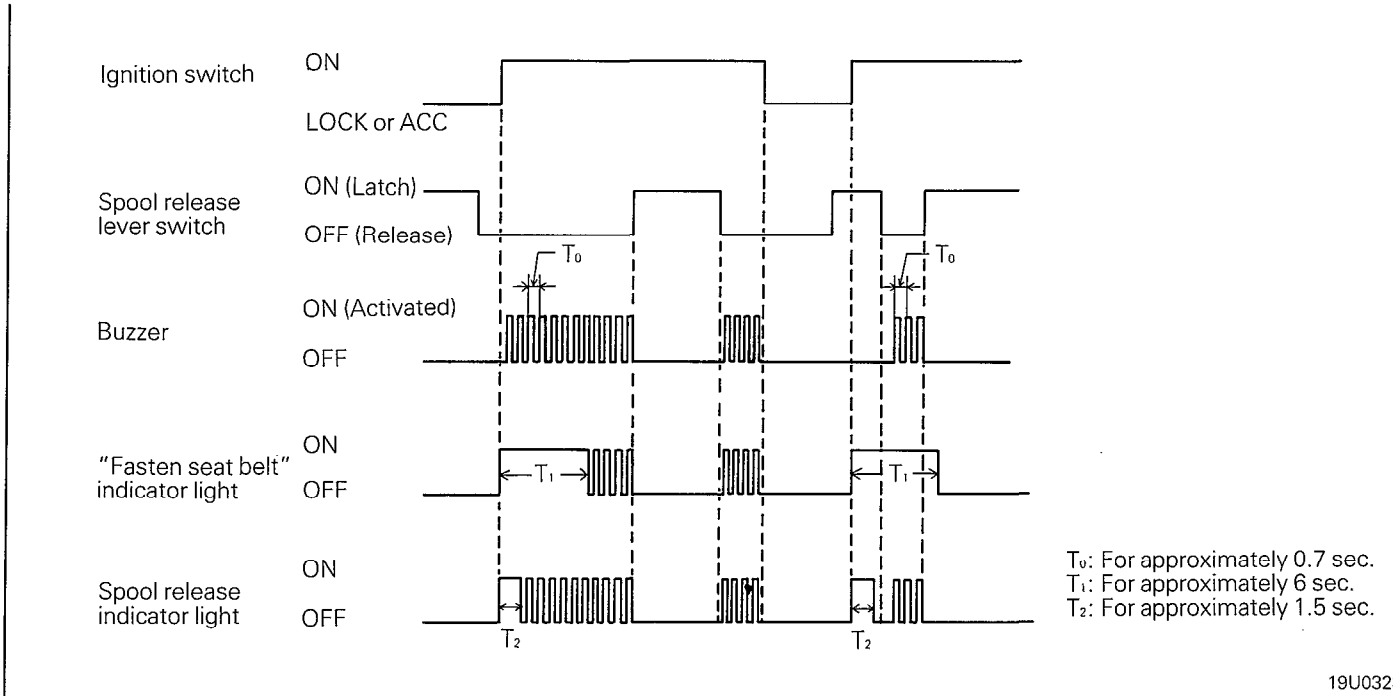 Ignition switch
ON
LOCK or ACC
Spool release
lever switch
ON (Latch)
OFF (Release)
T₀
T₀
Buzzer
ON (Activated)
OFF
"Fasten seat belt"
indicator light
ON
OFF
T₁
T₁
Spool release
indicator light
ON
OFF
T₂
T₂
T₀: For approximately 0.7 sec.
T₁: For approximately 6 sec.
T₂: For approximately 1.5 sec.
19U032